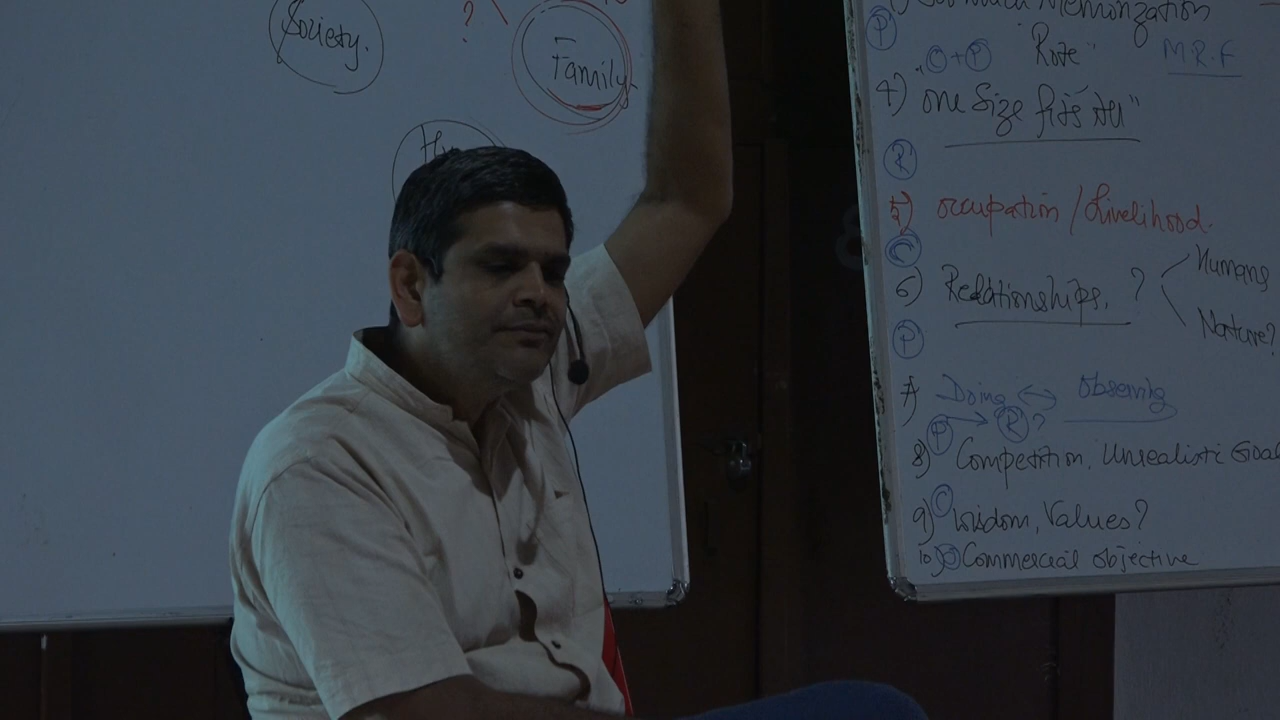 Society.
?
Family
Memorization
P
C + P
Rote"
M.R.F
4) one size fits All"
R
5) Occupation / Livelihood.
C
6) Relationships. ?
Humans
Nature?
P
7) Doing ↔ Observing
P → R ?
8) Competition, Unrealistic Goal
C
9) Wisdom, Values?
10) Commercial objective